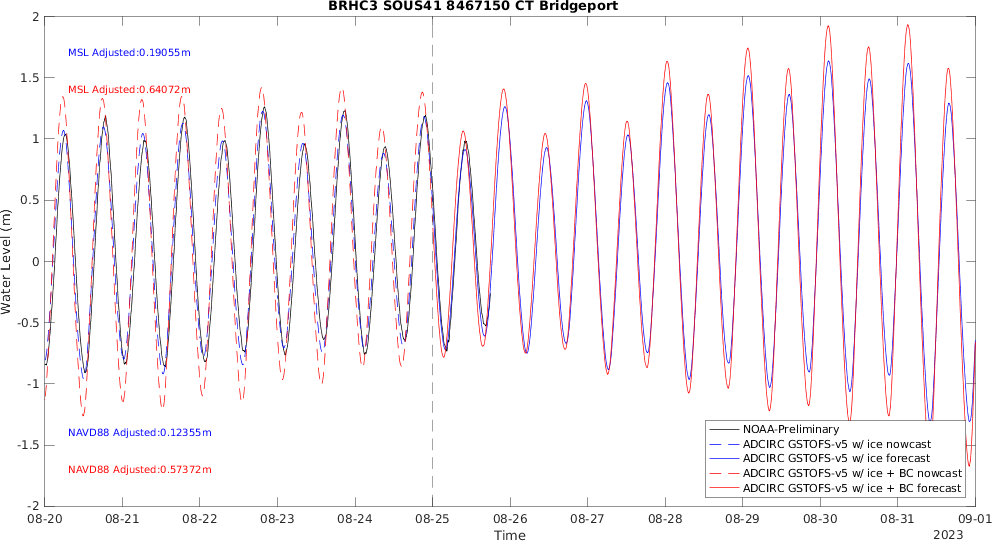 BRHC3 SOUS41 8467150 CT Bridgeport
2
1.5
1
0.5
0
-0.5
-1
-1.5
-2
Water Level (m)
MSL Adjusted:0.19055m
MSL Adjusted:0.64072m
NAVD88 Adjusted:0.12355m
NAVD88 Adjusted:0.57372m
NOAA-Preliminary
ADCIRC GSTOFS-v5 w/ ice nowcast
ADCIRC GSTOFS-v5 w/ ice forecast
ADCIRC GSTOFS-v5 w/ ice + BC nowcast
ADCIRC GSTOFS-v5 w/ ice + BC forecast
08-20 08-21 08-22 08-23 08-24 08-25 08-26 08-27 08-28 08-29 08-30 08-31 09-01
Time
2023